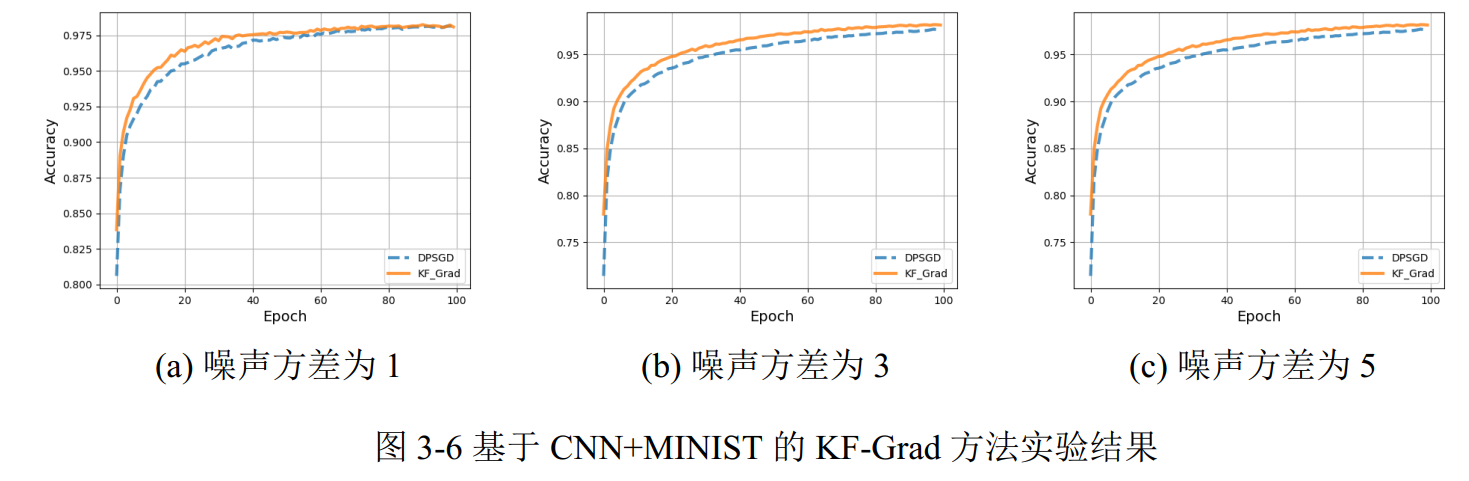 Accuracy
0.975
0.950
0.925
0.900
0.875
0.850
0.825
0.800
0 20 40 60 80 100
Epoch
DPSGD
KF_Grad
(a) 噪声方差为 1
Accuracy
0.95
0.90
0.85
0.80
0.75
0 20 40 60 80 100
Epoch
DPSGD
KF_Grad
(b) 噪声方差为 3
Accuracy
0.95
0.90
0.85
0.80
0.75
0 20 40 60 80 100
Epoch
DPSGD
KF_Grad
(c) 噪声方差为 5
图 3-6 基于 CNN+MINIST 的 KF-Grad 方法实验结果